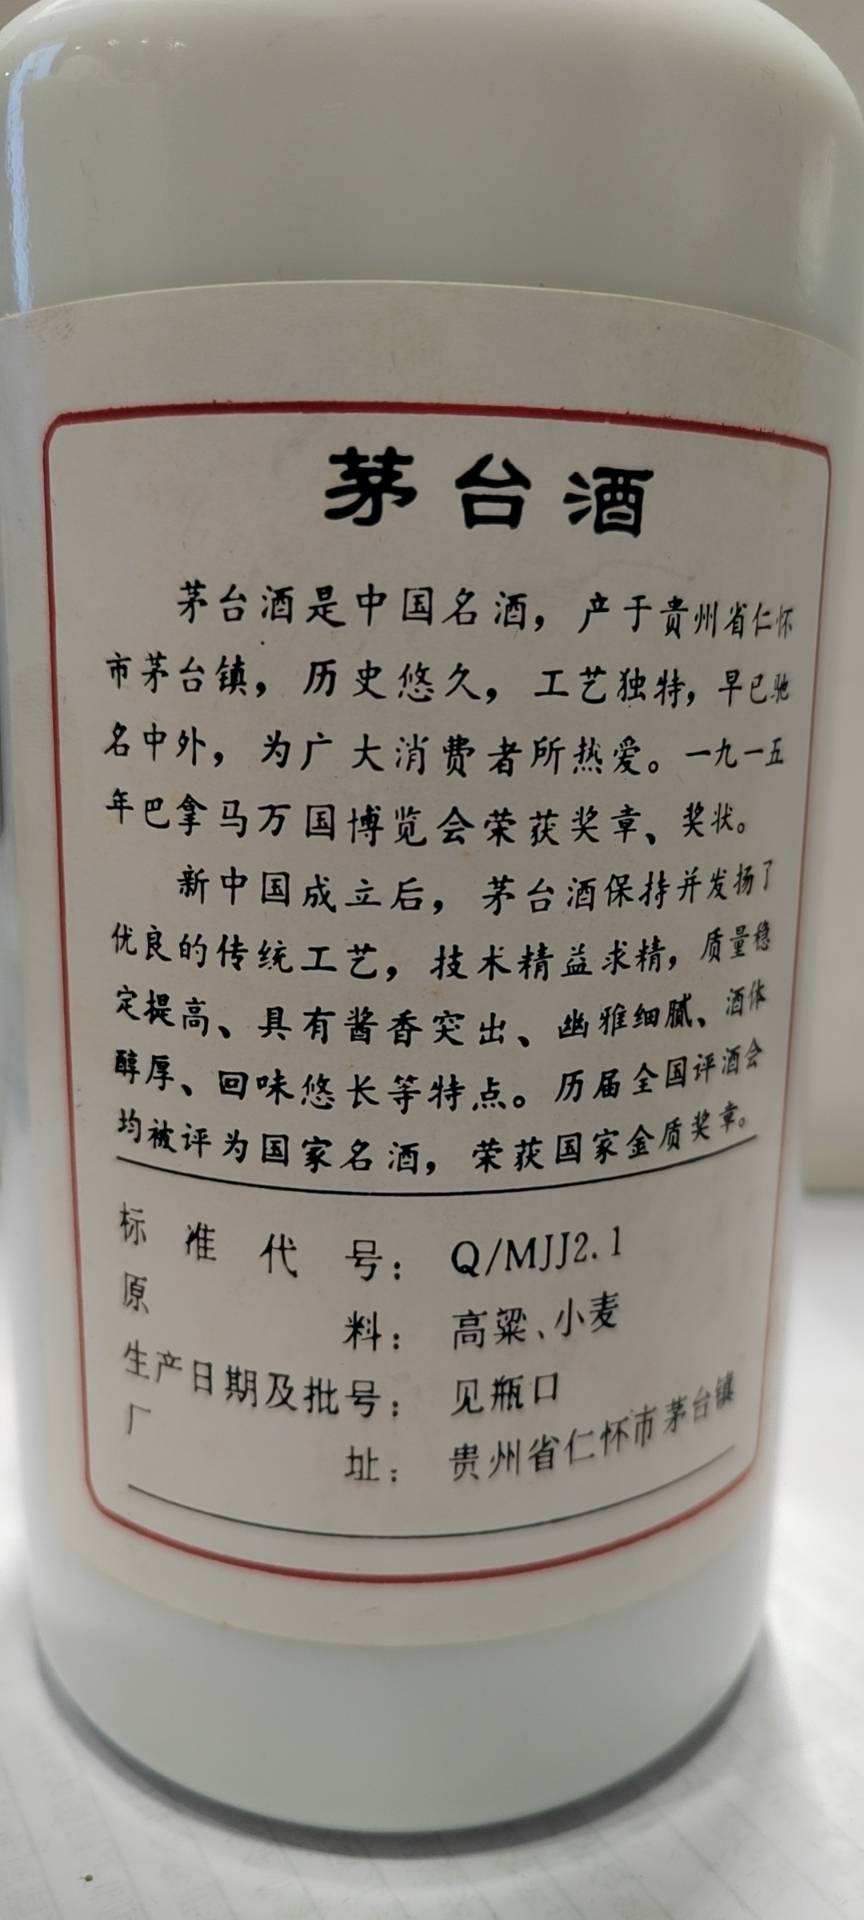 茅台酒
茅台酒是中国名酒，产于贵州省仁怀
市茅台镇，历史悠久，工艺独特，早已驰
名中外，为广大消费者所热爱。一九一五
年巴拿马万国博览会荣获奖章、奖状。
新中国成立后，茅台酒保持并发扬了
优良的传统工艺，技术精益求精，质量稳
定提高、具有酱香突出、幽雅细腻、酒体
醇厚、回味悠长等特点。历届全国评酒会
均被评为国家名酒，荣获国家金质奖章。
标准代号：Q/MJJ2.1
原料：高粱、小麦
生产日期及批号：见瓶口
厂址：贵州省仁怀市茅台镇